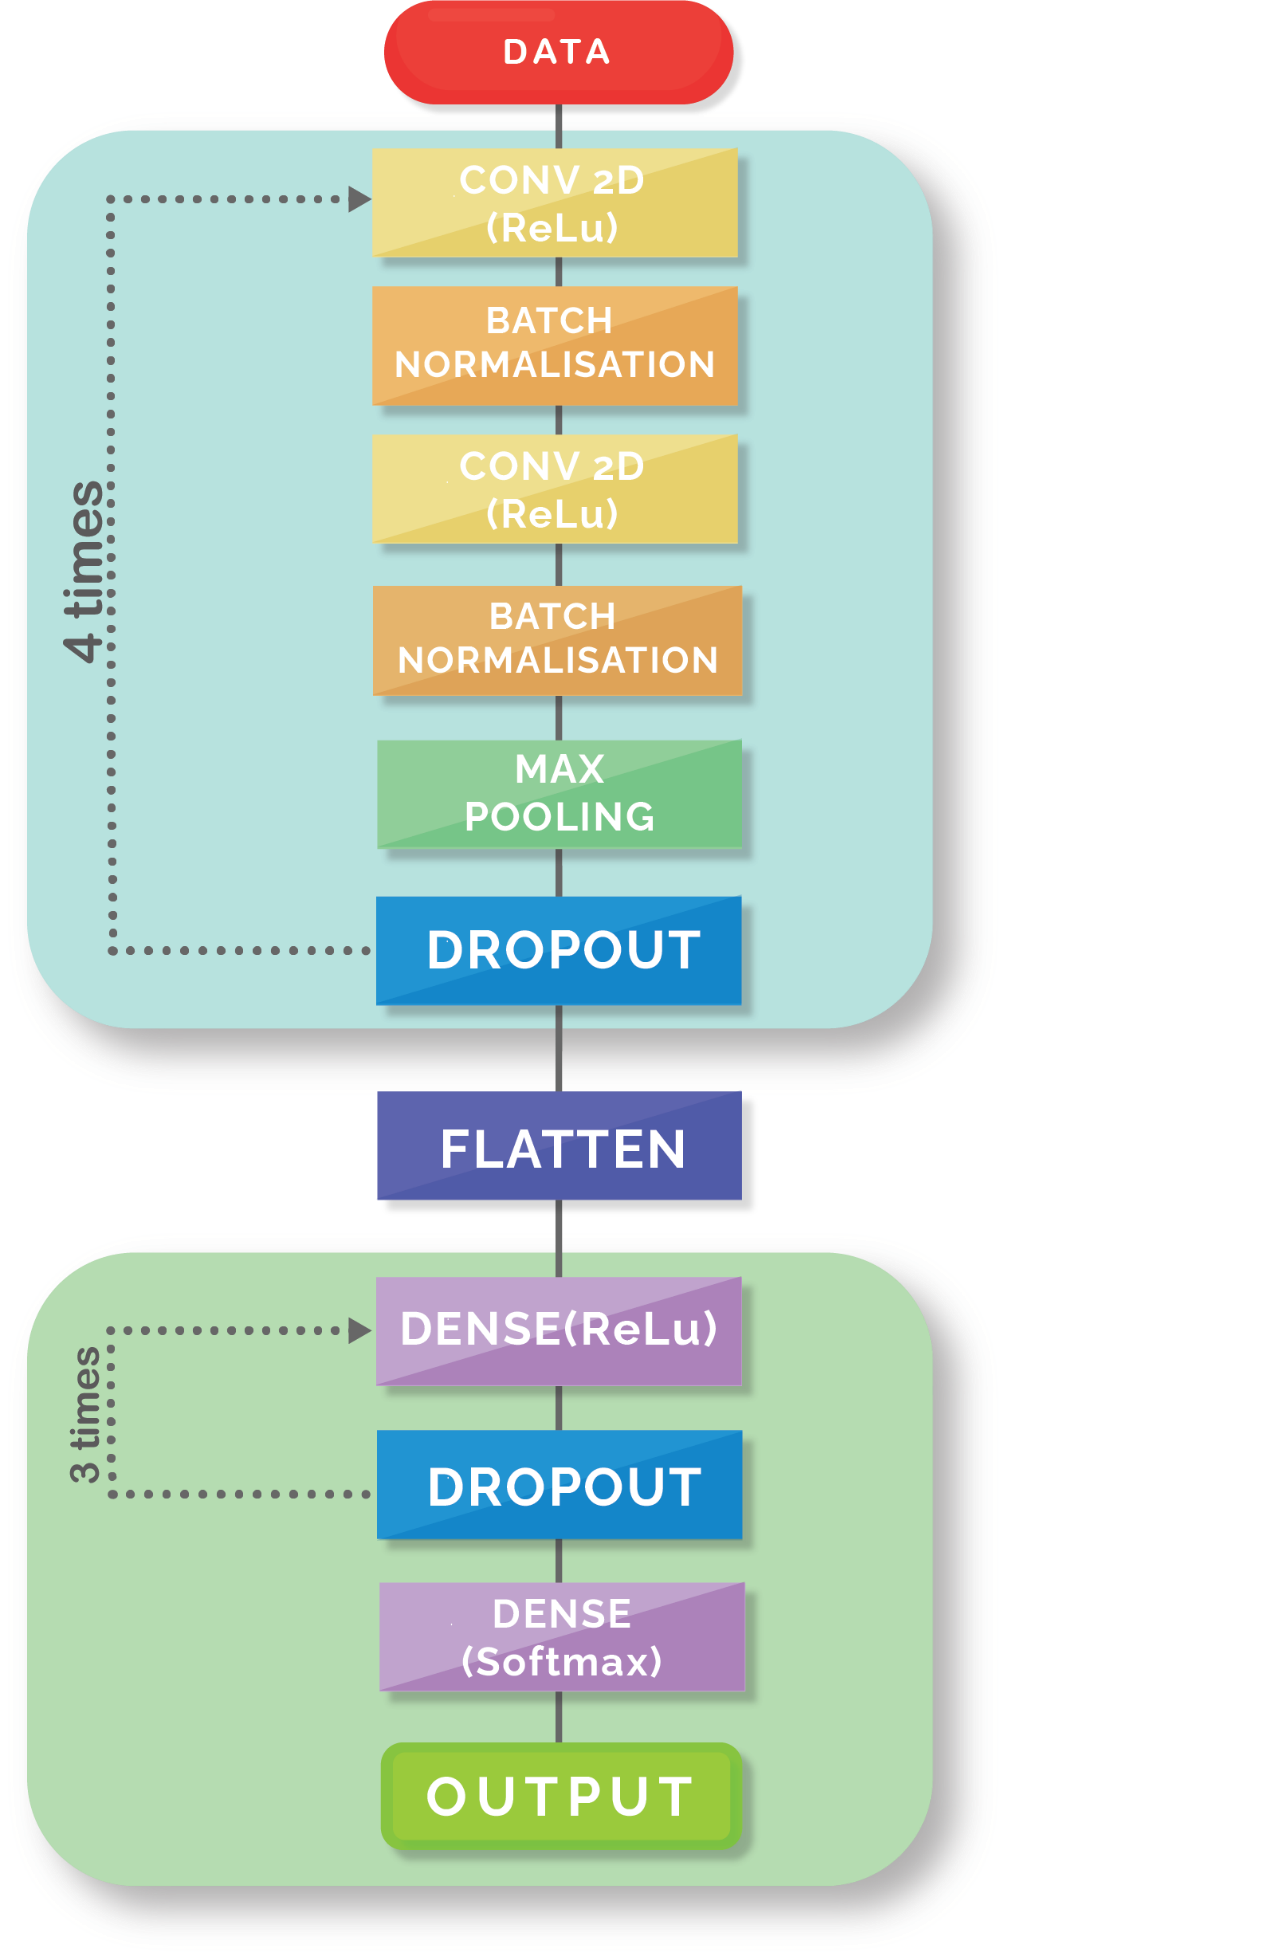 DATA
CONV 2D
(ReLu)
BATCH
NORMALISATION
CONV 2D
(ReLu)
BATCH
NORMALISATION
MAX
POOLING
DROPOUT
4 times
FLATTEN
DENSE(ReLu)
DROPOUT
3 times
DENSE
(Softmax)
OUTPUT